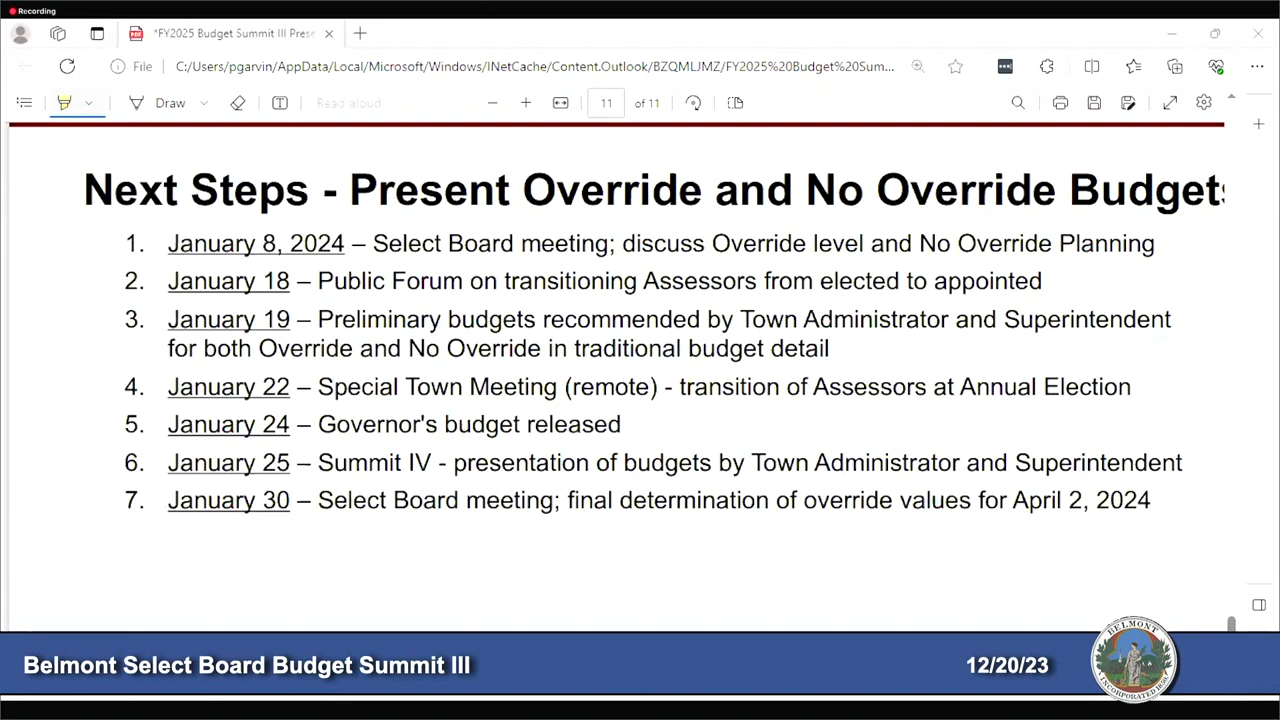 Recording
*FY2025 Budget Summit III Prese
File C:/Users/pgarvin/AppData/Local/Microsoft/Windows/INetCache/Content.Outlook/BZQMLJMZ/FY2025%20Budget%20Sum...
Draw Read aloud 11 of 11
Next Steps - Present Override and No Override Budgets
1. January 8, 2024 – Select Board meeting; discuss Override level and No Override Planning
2. January 18 – Public Forum on transitioning Assessors from elected to appointed
3. January 19 – Preliminary budgets recommended by Town Administrator and Superintendent
for both Override and No Override in traditional budget detail
4. January 22 – Special Town Meeting (remote) - transition of Assessors at Annual Election
5. January 24 – Governor's budget released
6. January 25 – Summit IV - presentation of budgets by Town Administrator and Superintendent
7. January 30 – Select Board meeting; final determination of override values for April 2, 2024
Belmont Select Board Budget Summit III 12/20/23
BELMONT
INCORPORATED 1859